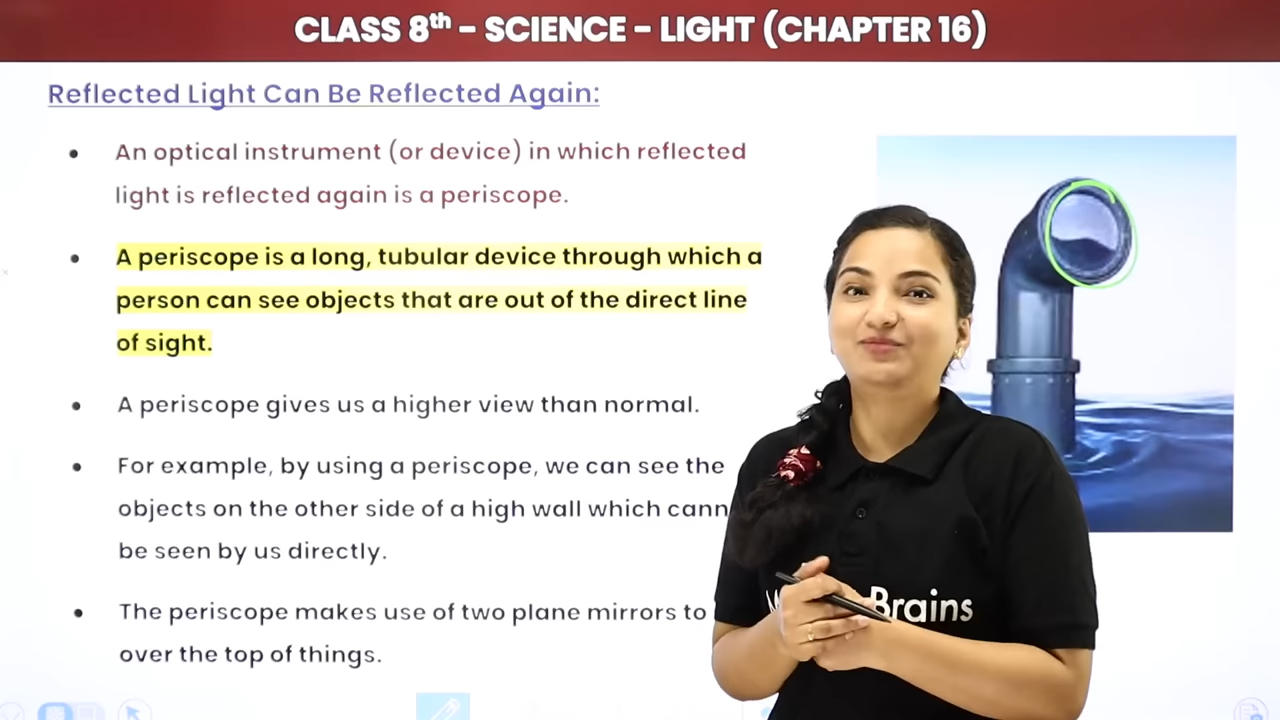 CLASS 8th – SCIENCE – LIGHT (CHAPTER 16)
Reflected Light Can Be Reflected Again:
• An optical instrument (or device) in which reflected
light is reflected again is a periscope.
• A periscope is a long, tubular device through which a
person can see objects that are out of the direct line
of sight.
• A periscope gives us a higher view than normal.
• For example, by using a periscope, we can see the
objects on the other side of a high wall which cann
be seen by us directly.
• The periscope makes use of two plane mirrors to
over the top of things.
Brains